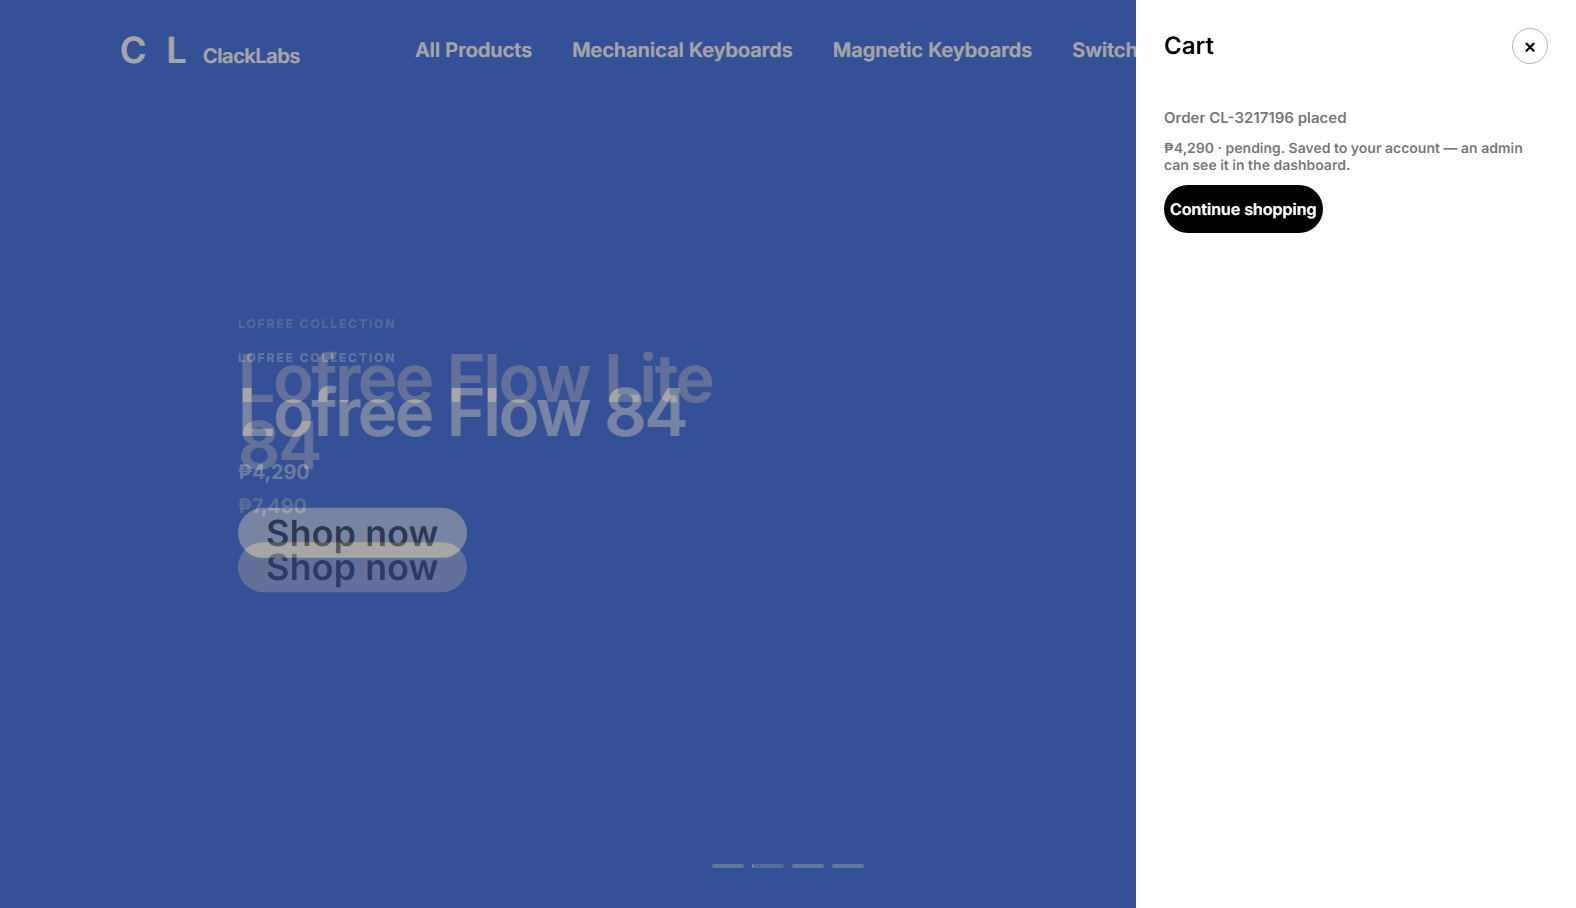 C L ClackLabs
All Products
Mechanical Keyboards
Magnetic Keyboards
Switch
LOFREE COLLECTION
LOFREE COLLECTION
Lofree Flow Lite
84
Lofree Flow 84
₱4,290
₱7,490
Shop now
Shop now
Cart
×
Order CL-3217196 placed
₱4,290 · pending. Saved to your account — an admin
can see it in the dashboard.
Continue shopping